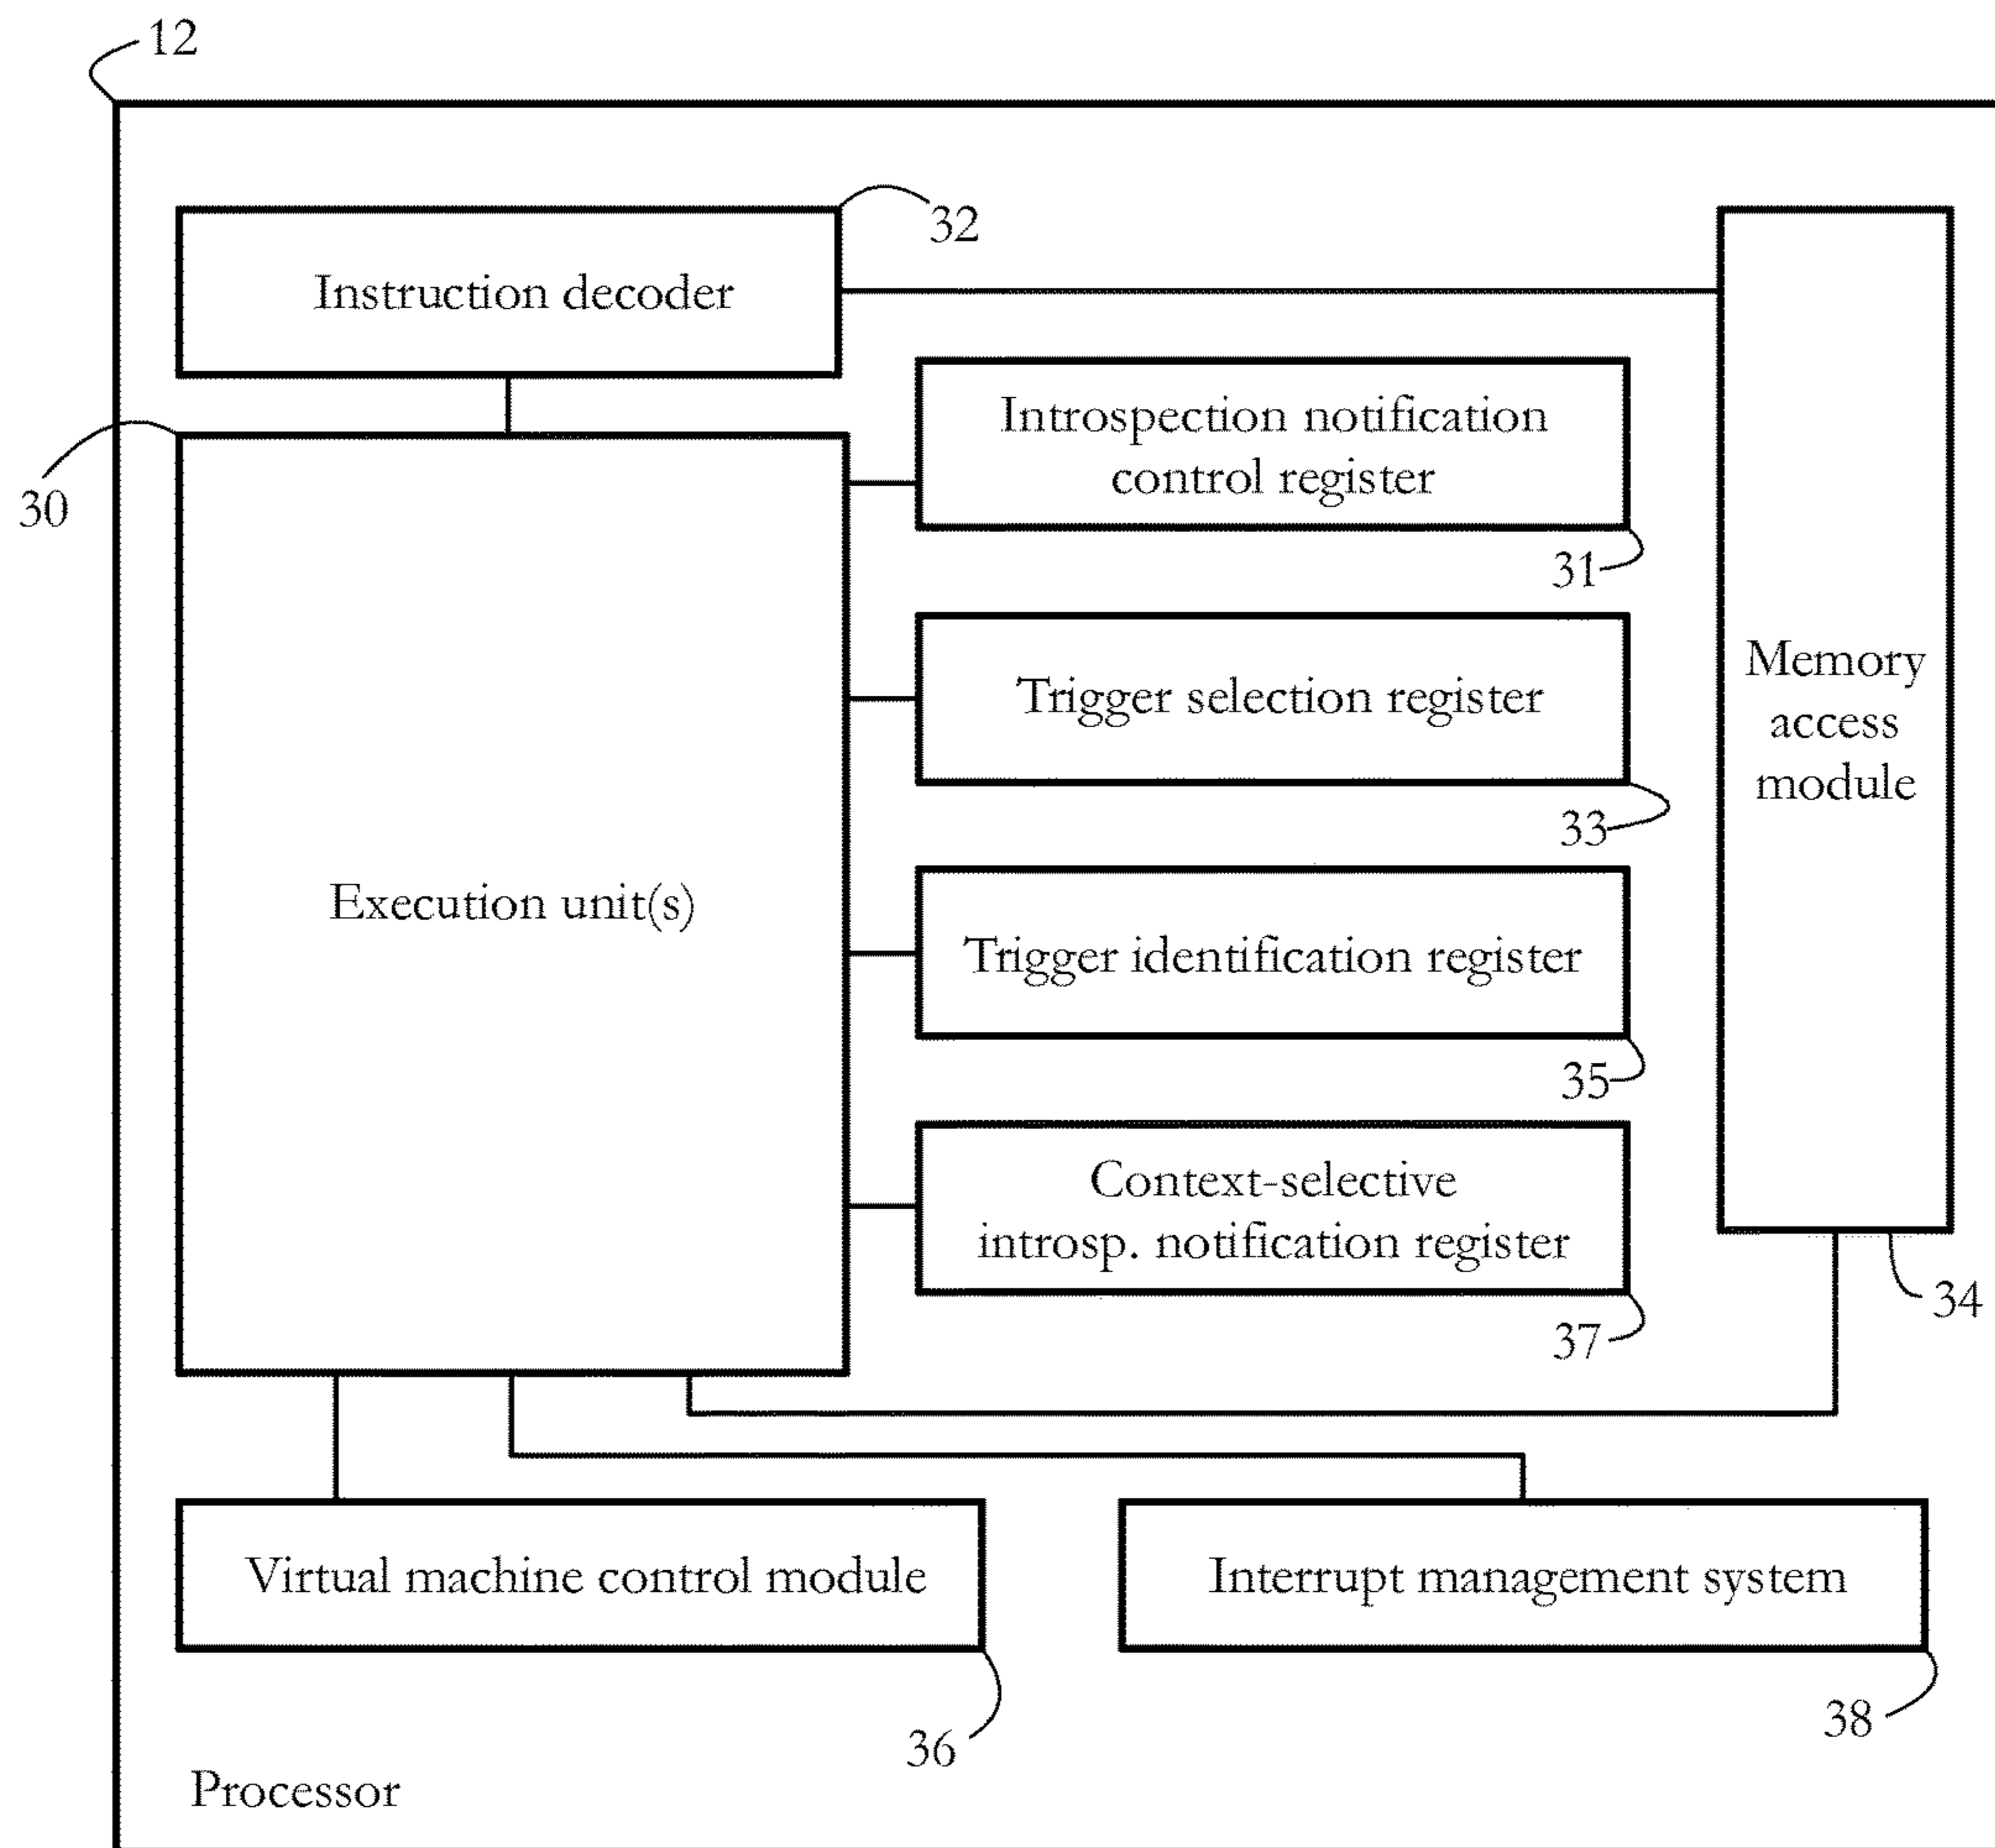 12
32
Instruction decoder
Introspection notification
control register
30
31
Trigger selection register
Memory
access
module
33
Execution unit(s)
Trigger identification register
35
Context-selective
introsp. notification register
34
37
Virtual machine control module
Interrupt management system
36
38
Processor